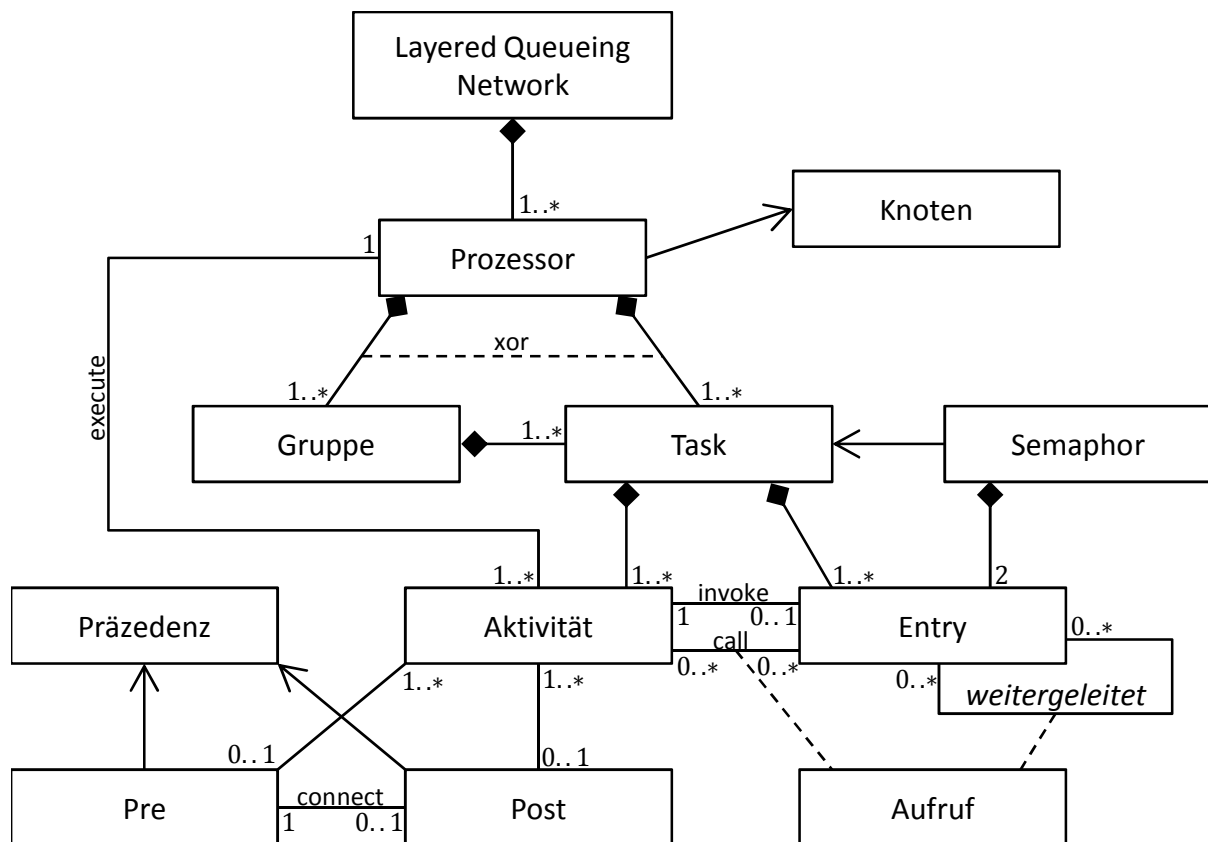 Layered Queueing
Network
1..*
Knoten
1
Prozessor
xor
execute
1..*
1..*
Gruppe
1..*
Task
Semaphor
1..*
1..*
1..*
2
Präzedenz
Aktivität
invoke
1
0..1
call
0..*
0..*
Entry
0..*
0..*
weitergeleitet
1..*
1..*
0..1
0..1
Pre
connect
1
0..1
Post
Aufruf